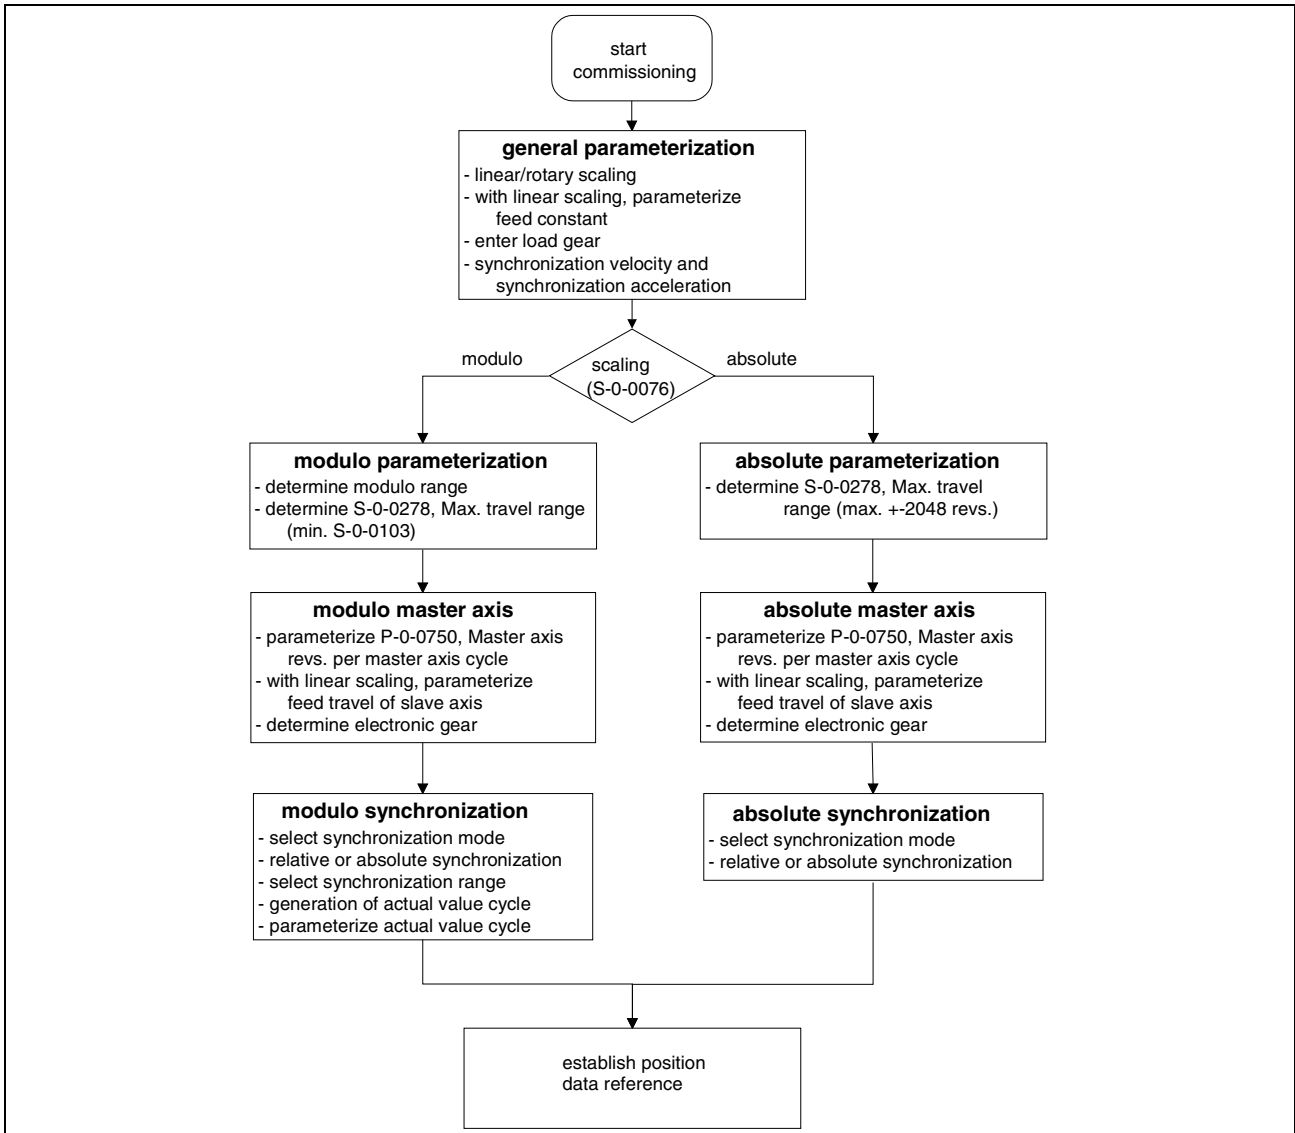 start
commissioning
general parameterization
- linear/rotary scaling
- with linear scaling, parameterize
feed constant
- enter load gear
- synchronization velocity and
synchronization acceleration
modulo
scaling
(S-0-0076)
absolute
modulo parameterization
- determine modulo range
- determine S-0-0278, Max. travel range
(min. S-0-0103)
absolute parameterization
- determine S-0-0278, Max. travel
range (max. +-2048 revs.)
modulo master axis
- parameterize P-0-0750, Master axis
revs. per master axis cycle
- with linear scaling, parameterize
feed travel of slave axis
- determine electronic gear
absolute master axis
- parameterize P-0-0750, Master axis
revs. per master axis cycle
- with linear scaling, parameterize
feed travel of slave axis
- determine electronic gear
modulo synchronization
- select synchronization mode
- relative or absolute synchronization
- select synchronization range
- generation of actual value cycle
- parameterize actual value cycle
absolute synchronization
- select synchronization mode
- relative or absolute synchronization
establish position
data reference